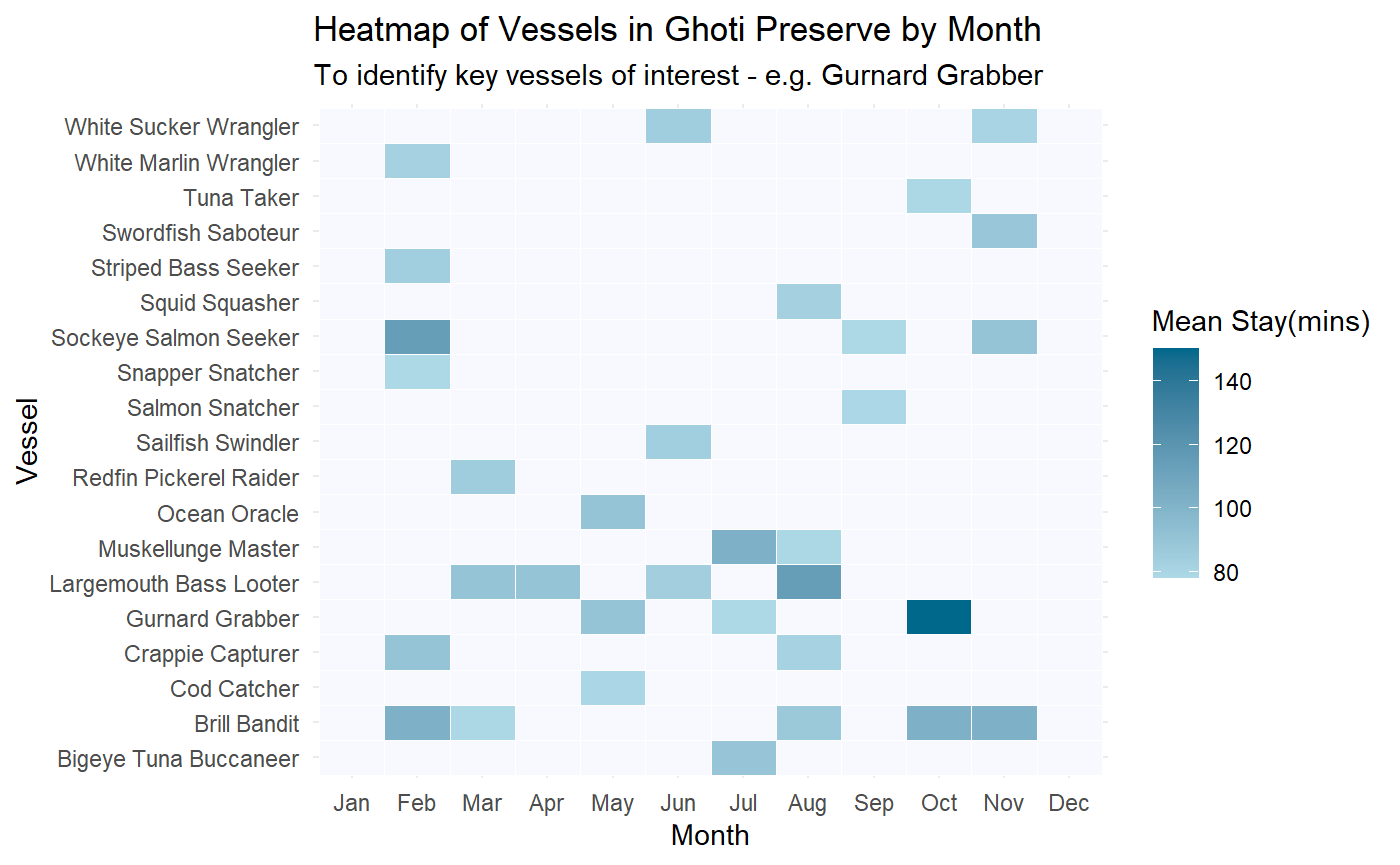 Heatmap of Vessels in Ghoti Preserve by Month
To identify key vessels of interest - e.g. Gurnard Grabber
Vessel
White Sucker Wrangler
White Marlin Wrangler
Tuna Taker
Swordfish Saboteur
Striped Bass Seeker
Squid Squasher
Sockeye Salmon Seeker
Snapper Snatcher
Salmon Snatcher
Sailfish Swindler
Redfin Pickerel Raider
Ocean Oracle
Muskellunge Master
Largemouth Bass Looter
Gurnard Grabber
Crappie Capturer
Cod Catcher
Brill Bandit
Bigeye Tuna Buccaneer
Jan Feb Mar Apr May Jun Jul Aug Sep Oct Nov Dec
Month
Mean Stay(mins)
140
120
100
80